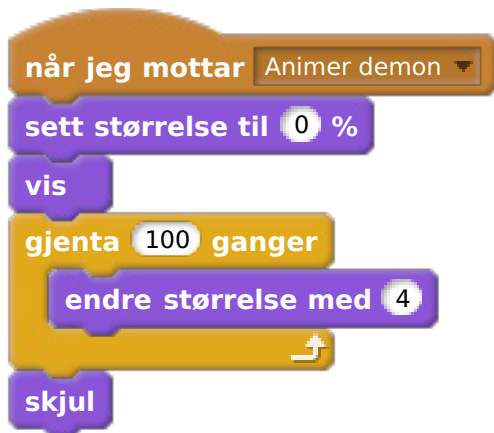 når jeg mottar Animer demon
sett størrelse til 0 %
vis
gjenta 100 ganger
endre størrelse med 4
skjul